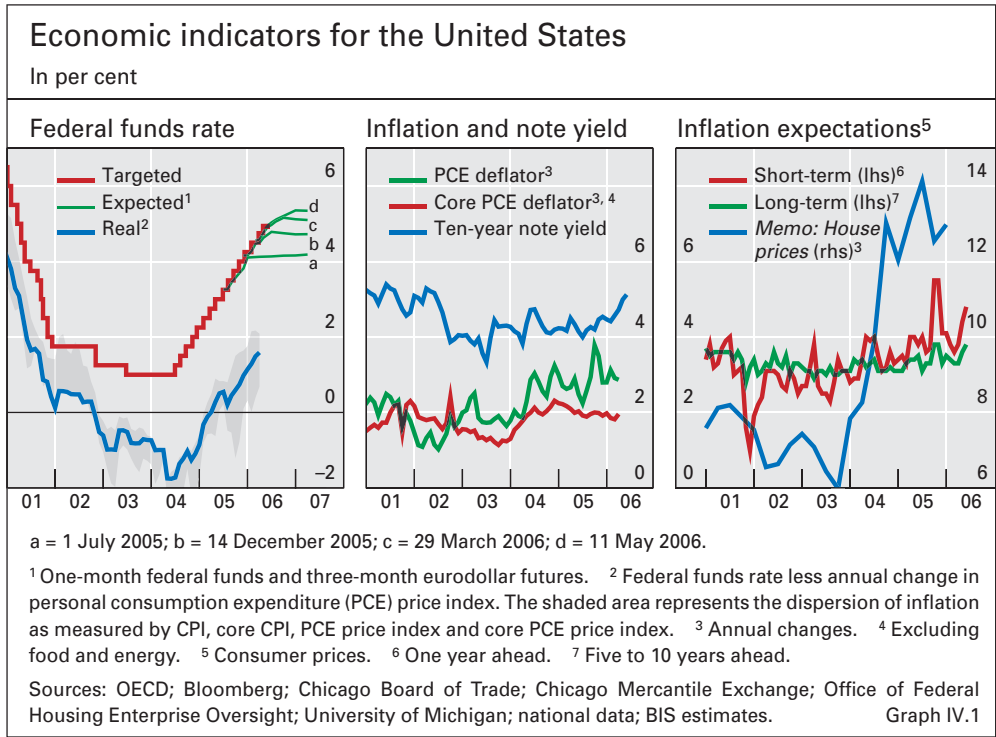 Economic indicators for the United States
In per cent
Federal funds rate
Inflation and note yield
Inflation expectations⁵
Targeted
Expected¹
Real²
6
4
2
0
–2
d
c
b
a
01 02 03 04 05 06 07
PCE deflator³
Core PCE deflator³, ⁴
Ten-year note yield
6
4
2
0
01 02 03 04 05 06
Short-term (lhs)⁶
Long-term (lhs)⁷
Memo: House
prices (rhs)³
6
4
2
0
14
12
10
8
6
01 02 03 04 05 06
a = 1 July 2005; b = 14 December 2005; c = 29 March 2006; d = 11 May 2006.
¹ One-month federal funds and three-month eurodollar futures. ² Federal funds rate less annual change in
personal consumption expenditure (PCE) price index. The shaded area represents the dispersion of inflation
as measured by CPI, core CPI, PCE price index and core PCE price index. ³ Annual changes. ⁴ Excluding
food and energy. ⁵ Consumer prices. ⁶ One year ahead. ⁷ Five to 10 years ahead.
Sources: OECD; Bloomberg; Chicago Board of Trade; Chicago Mercantile Exchange; Office of Federal
Housing Enterprise Oversight; University of Michigan; national data; BIS estimates. Graph IV.1